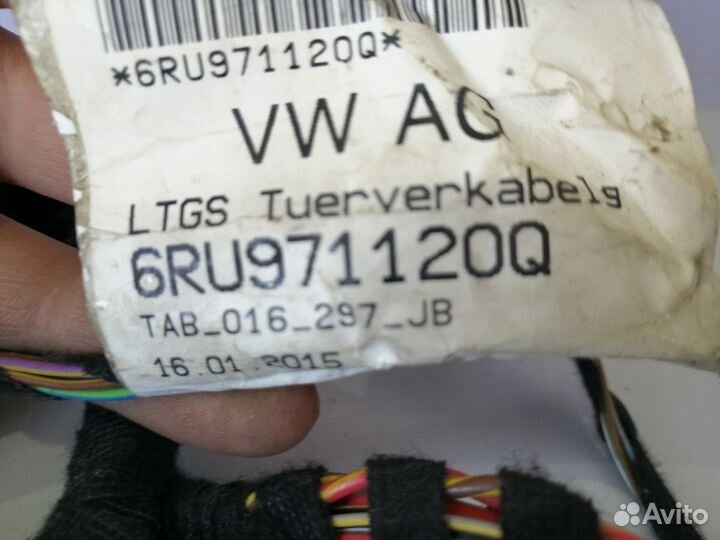 *6RU971120Q*
VW AG
LTGS Tuerverkabelg
6RU971120Q
TAB_016_297_JB
16.01.2015
Avito